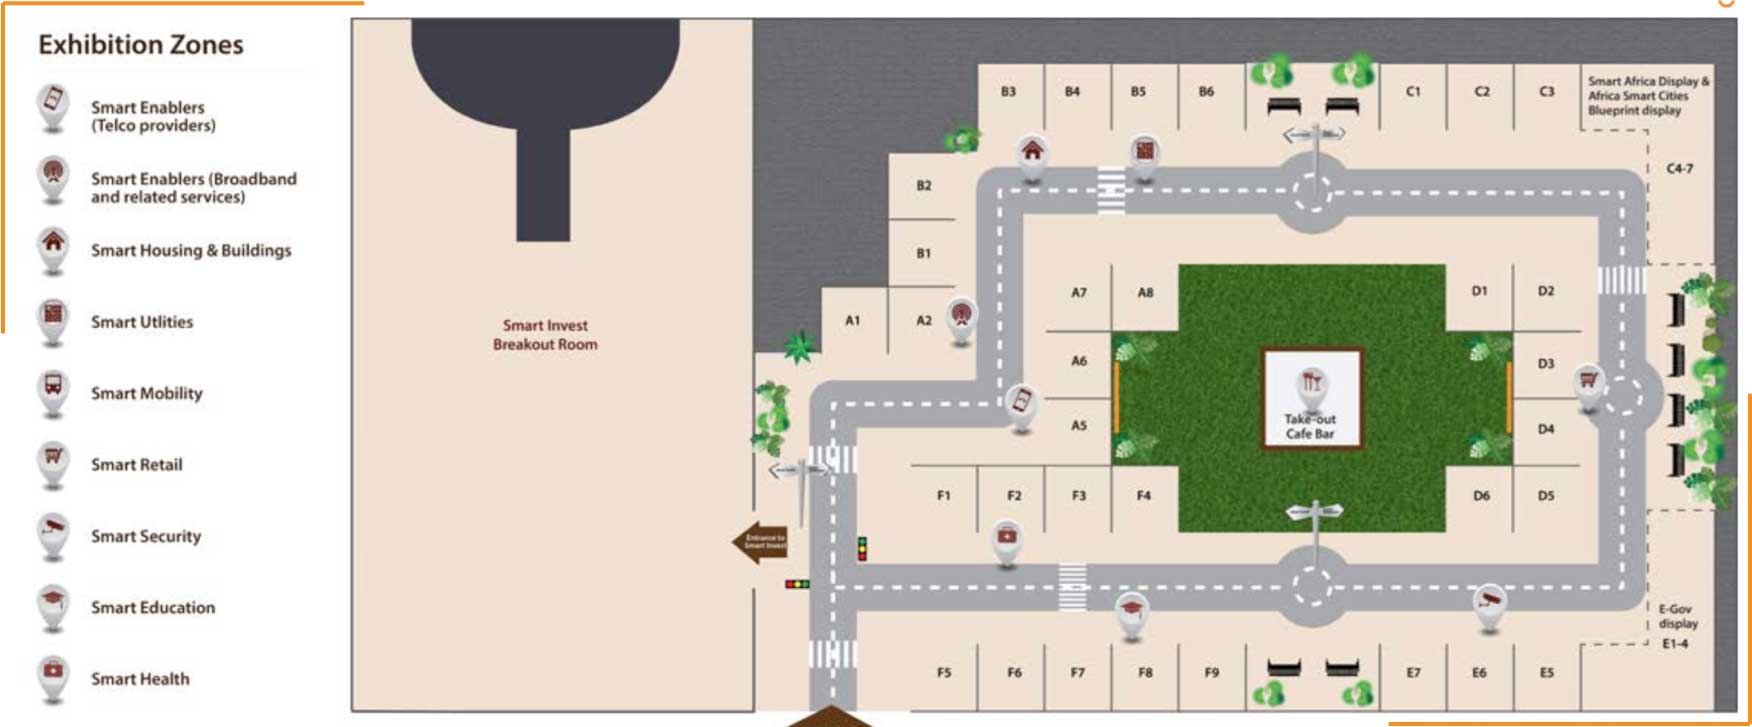 Exhibition Zones
Smart Enablers
(Telco providers)
Smart Enablers (Broadband
and related services)
Smart Housing & Buildings
Smart Utlities
Smart Mobility
Smart Retail
Smart Security
Smart Education
Smart Health
Smart Invest
Breakout Room
Entrance to
Smart Invest
B3 B4 B5 B6 C1 C2 C3
Smart Africa Display &
Africa Smart Cities
Blueprint display
C4-7
B2
B1
A1 A2
A7 A8 D1 D2
A6 D3
A5 D4
Take-out
Cafe Bar
F1 F2 F3 F4 D6 D5
E-Gov
display
E1-4
F5 F6 F7 F8 F9 E7 E6 E5